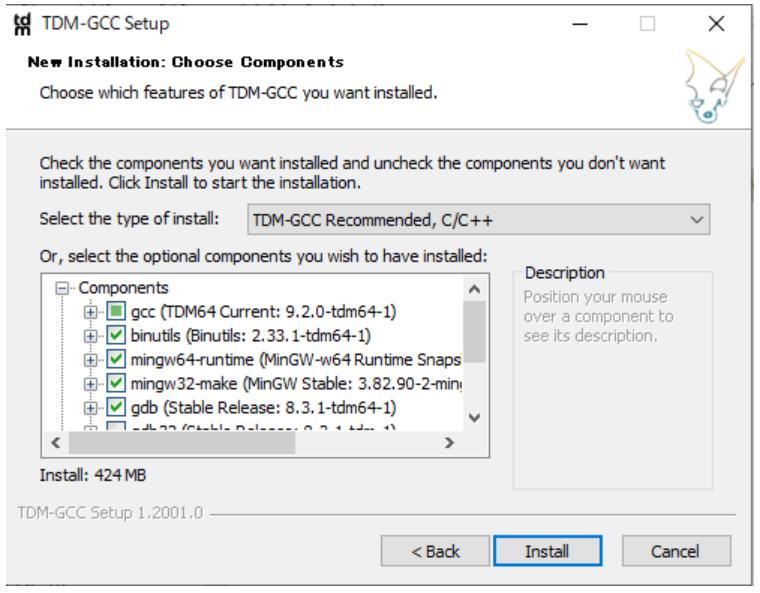 tdm TDM-GCC Setup
New Installation: Choose Components
Choose which features of TDM-GCC you want installed.
Check the components you want installed and uncheck the components you don't want
installed. Click Install to start the installation.
Select the type of install: TDM-GCC Recommended, C/C++
Or, select the optional components you wish to have installed:
Components
gcc (TDM64 Current: 9.2.0-tdm64-1)
binutils (Binutils: 2.33.1-tdm64-1)
mingw64-runtime (MinGW-w64 Runtime Snaps
mingw32-make (MinGW Stable: 3.82.90-2-ming
gdb (Stable Release: 8.3.1-tdm64-1)
Description
Position your mouse
over a component to
see its description.
Install: 424 MB
TDM-GCC Setup 1.2001.0
< Back Install Cancel